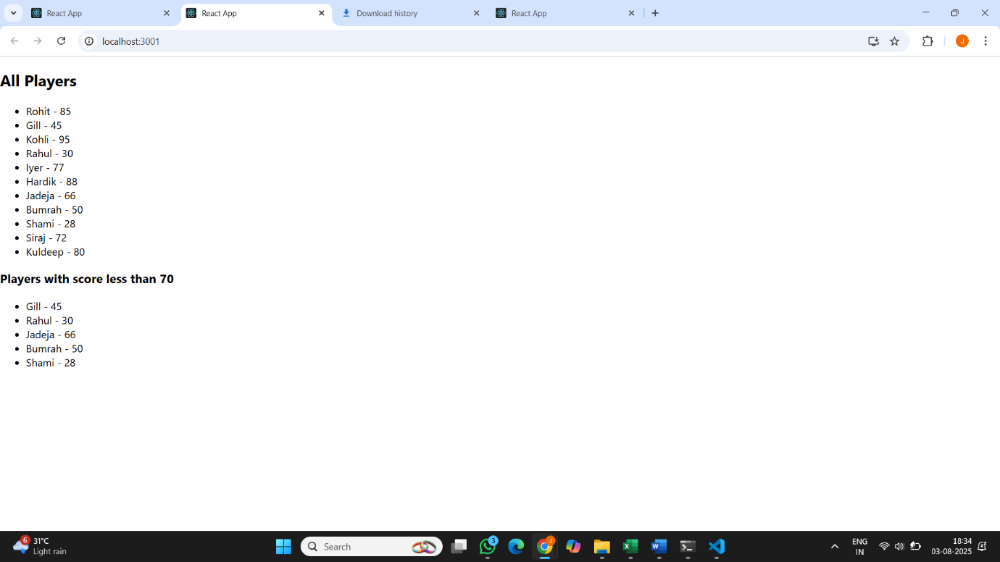 React App
React App
Download history
React App
localhost:3001
J
All Players
• Rohit - 85
• Gill - 45
• Kohli - 95
• Rahul - 30
• Iyer - 77
• Hardik - 88
• Jadeja - 66
• Bumrah - 50
• Shami - 28
• Siraj - 72
• Kuldeep - 80
Players with score less than 70
• Gill - 45
• Rahul - 30
• Jadeja - 66
• Bumrah - 50
• Shami - 28
6
31°C
Light rain
Search
3
J
ENG
IN
18:34
03-08-2025